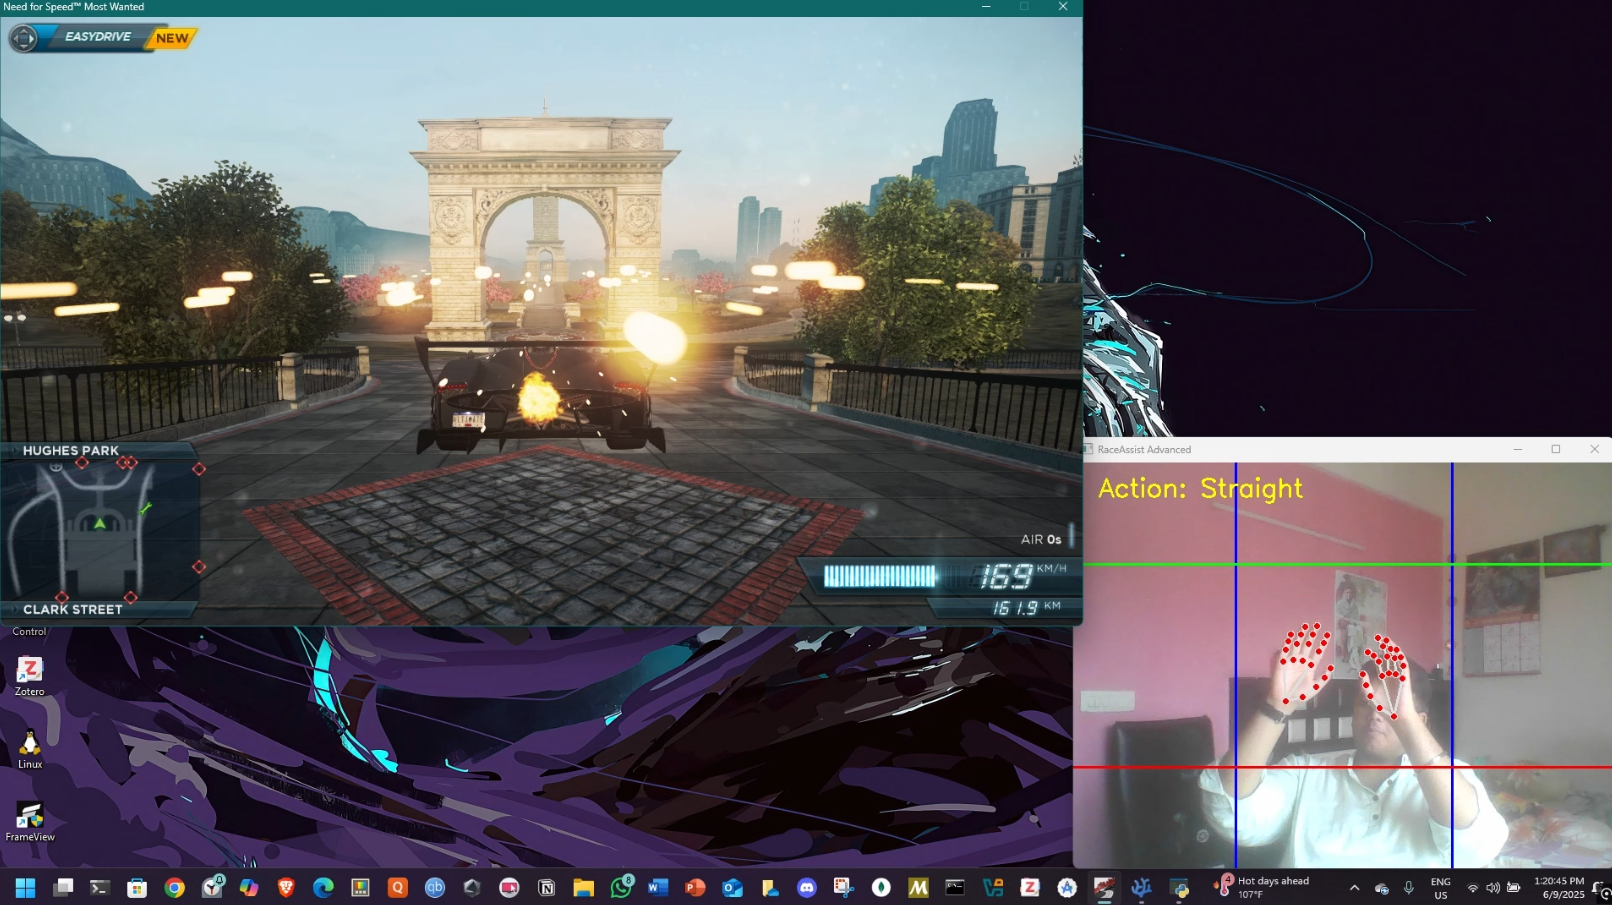 Need for Speed™ Most Wanted
EASYDRIVE
NEW
HUGHES PARK
CLARK STREET
AIR 0s
169 KM/H
161.9 KM
RaceAssist Advanced
Action: Straight
Control
Zotero
Linux
FrameView
Hot days ahead
107°F
ENG
US
1:20:45 PM
6/9/2025